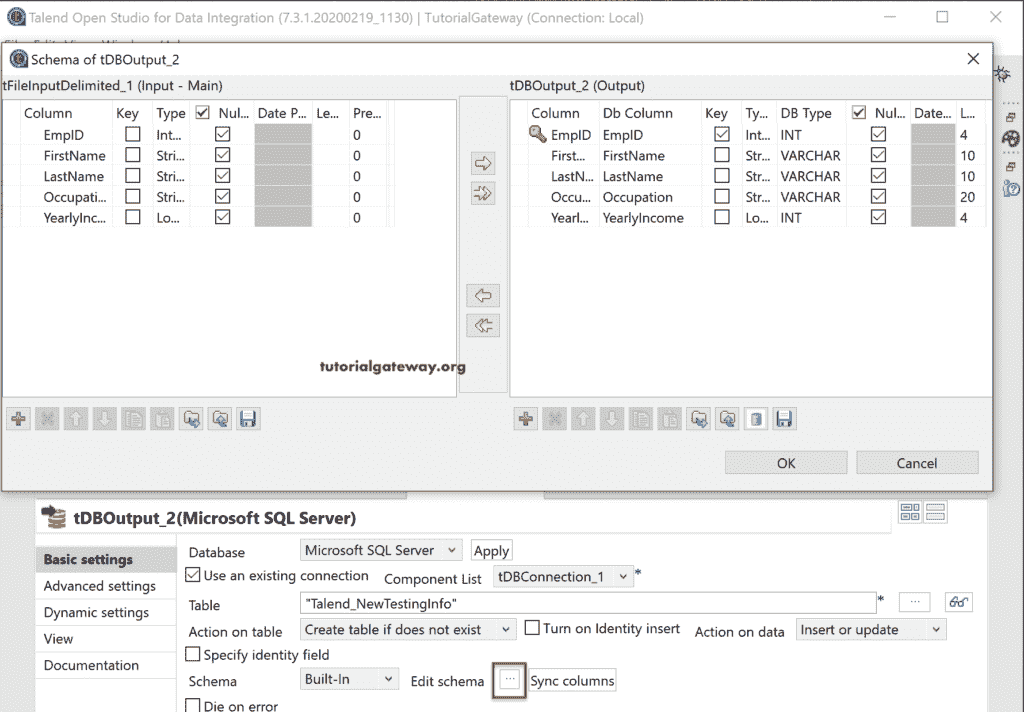 Talend Open Studio for Data Integration (7.3.1.20200219_1130) | TutorialGateway (Connection: Local)
Schema of tDBOutput_2
tFileInputDelimited_1 (Input - Main)
Column Key Type Nul... Date P... Le... Pre...
EmpID Int... 0
FirstName Stri... 0
LastName Stri... 0
Occupati... Stri... 0
YearlyInc... Lo... 0
tDBOutput_2 (Output)
Column Db Column Key Ty... DB Type Nul... Date... L...
EmpID EmpID Int... INT 4
First... FirstName Str... VARCHAR 10
LastN... LastName Str... VARCHAR 10
Occu... Occupation Str... VARCHAR 20
Yearl... YearlyIncome Lo... INT 4
tutorialgateway.org
OK Cancel
tDBOutput_2(Microsoft SQL Server)
Basic settings
Advanced settings
Dynamic settings
View
Documentation
Database Microsoft SQL Server Apply
Use an existing connection Component List tDBConnection_1 *
Table "Talend_NewTestingInfo" * ...
Action on table Create table if does not exist Turn on Identity insert Action on data Insert or update
Specify identity field
Schema Built-In Edit schema ... Sync columns
Die on error